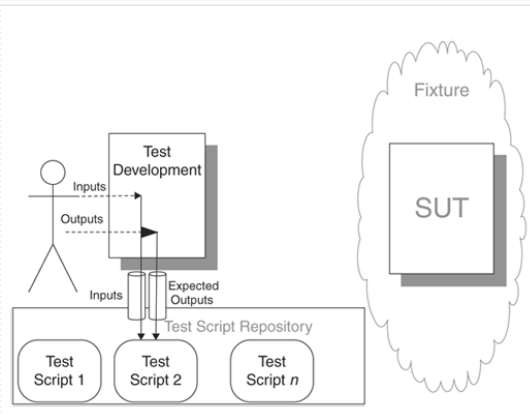 Fixture
Test
Development
Inputs
Outputs
SUT
Inputs
Expected
Outputs
Test Script Repository
Test
Script 1
Test
Script 2
Test
Script n